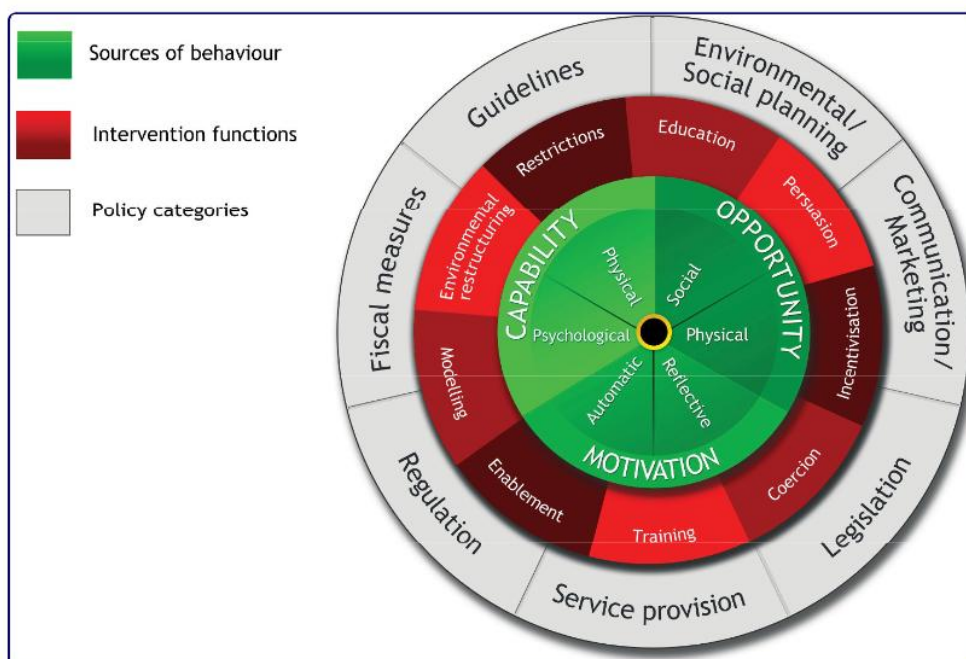 Sources of behaviour
Intervention functions
Policy categories
Guidelines
Environmental/
Social planning
Communication/
Marketing
Legislation
Service provision
Regulation
Fiscal measures
Restrictions
Education
Persuasion
Incentivisation
Coercion
Training
Enablement
Modelling
Environmental
restructuring
CAPABILITY
OPPORTUNITY
MOTIVATION
Physical
Social
Psychological
Physical
Automatic
Reflective